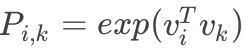 P_{i,k} = exp(v_i^T v_k)